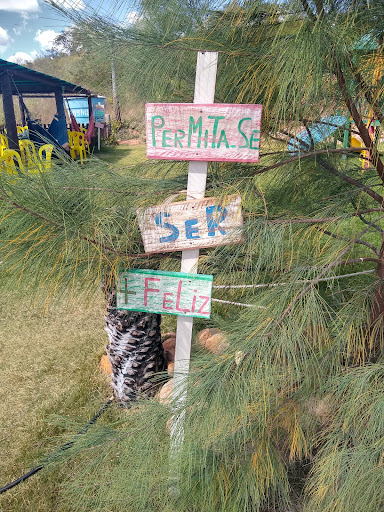 PERMITA-SE
SER
+ FELIZ